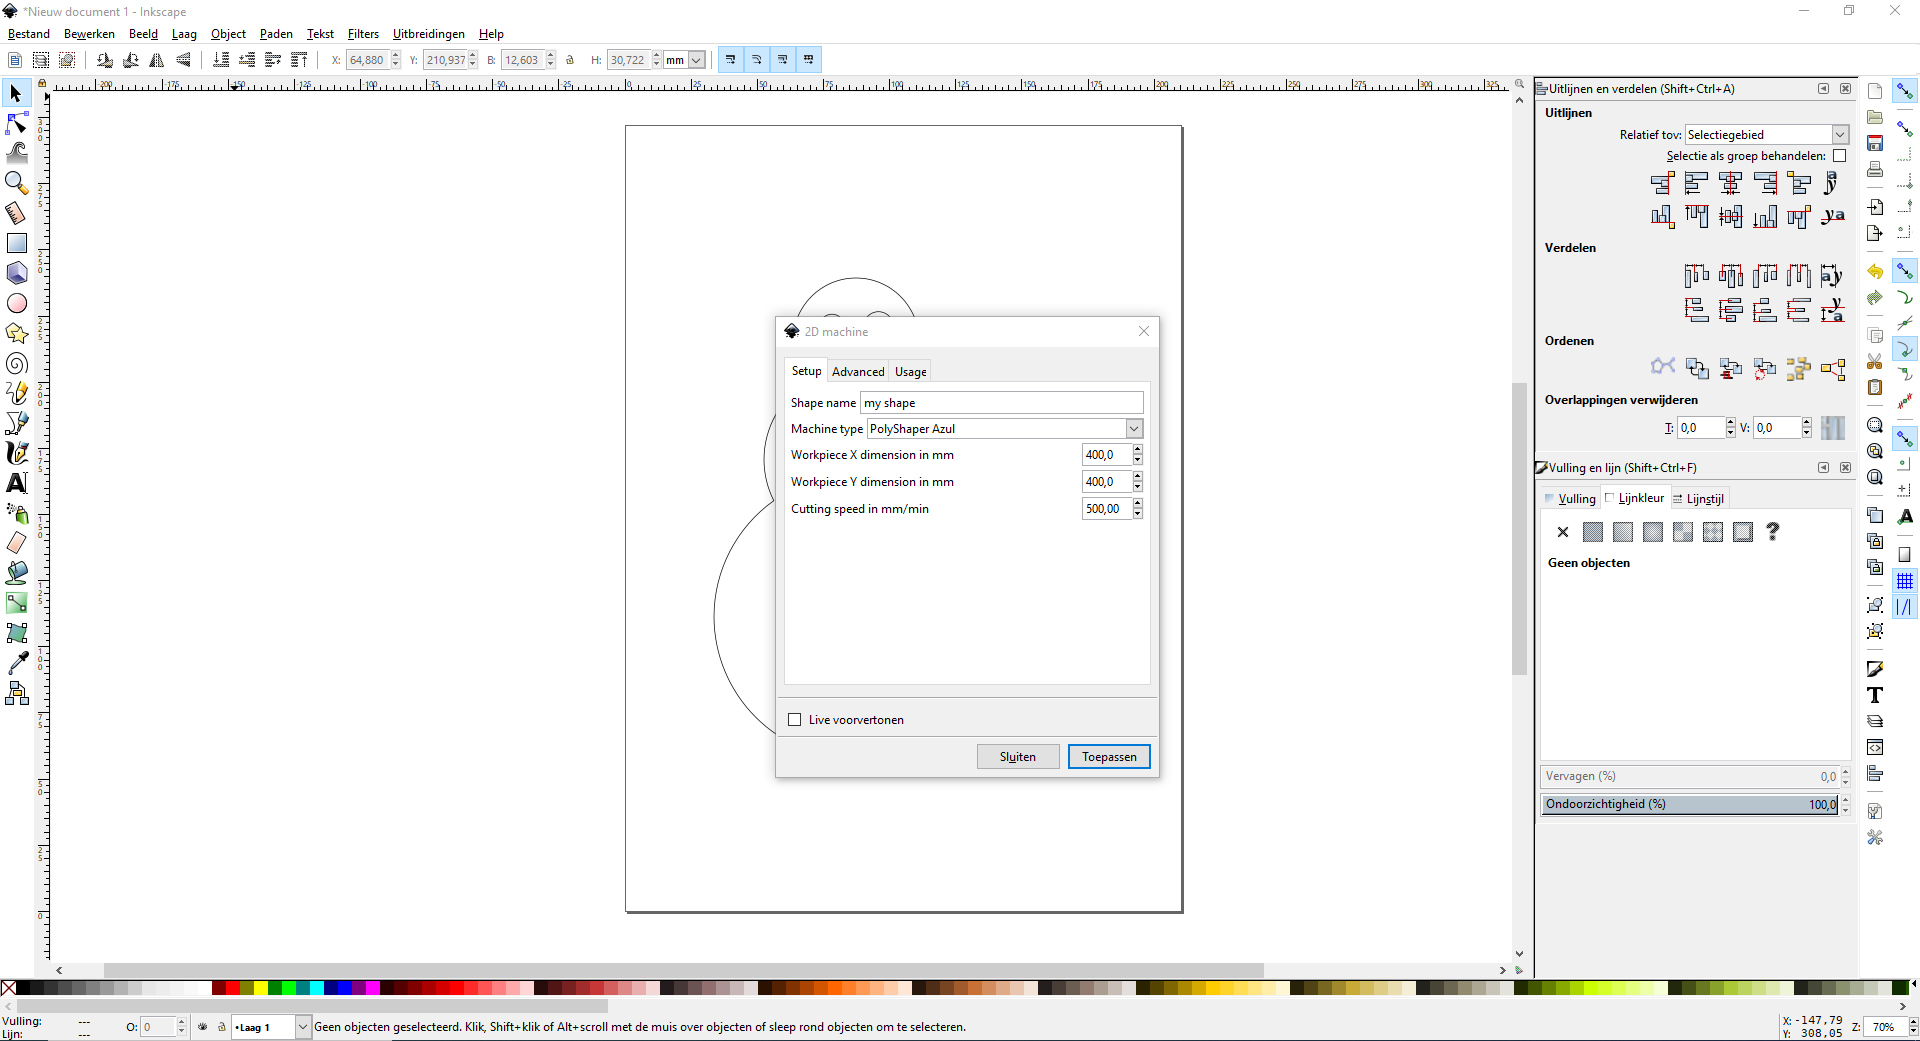 *Nieuw document 1 - Inkscape
Bestand Bewerken Beeld Laag Object Paden Tekst Filters Uitbreidingen Help
X: 64,880 Y: 210,937 B: 12,603 H: 30,722 mm
Uitlijnen en verdelen (Shift+Ctrl+A)
Uitlijnen
Relatief tov: Selectiegebied
Selectie als groep behandelen:
Verdelen
Ordenen
Overlappingen verwijderen
T: 0,0 V: 0,0
Vulling en lijn (Shift+Ctrl+F)
Vulling Lijnkleur Lijnstijl
Geen objecten
Vervagen (%) 0,0
Ondoorzichtigheid (%) 100,0
2D machine
Setup Advanced Usage
Shape name my shape
Machine type PolyShaper Azul
Workpiece X dimension in mm 400,0
Workpiece Y dimension in mm 400,0
Cutting speed in mm/min 500,00
Live voorvertonen
Sluiten Toepassen
Vulling: ---
Lijn: ---
O: 0
•Laag 1
Geen objecten geselecteerd. Klik, Shift+klik of Alt+scroll met de muis over objecten of sleep rond objecten om te selecteren.
X: -147,79
Y: 308,05
Z: 70%